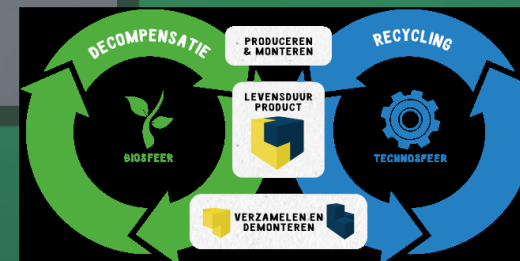 DECOMPENSATIE
PRODUCEREN
& MONTEREN
RECYCLING
LEVENSDUUR
PRODUCT
BIOSFEER
TECHNOSFEER
VERZAMELEN EN
DEMONTEREN